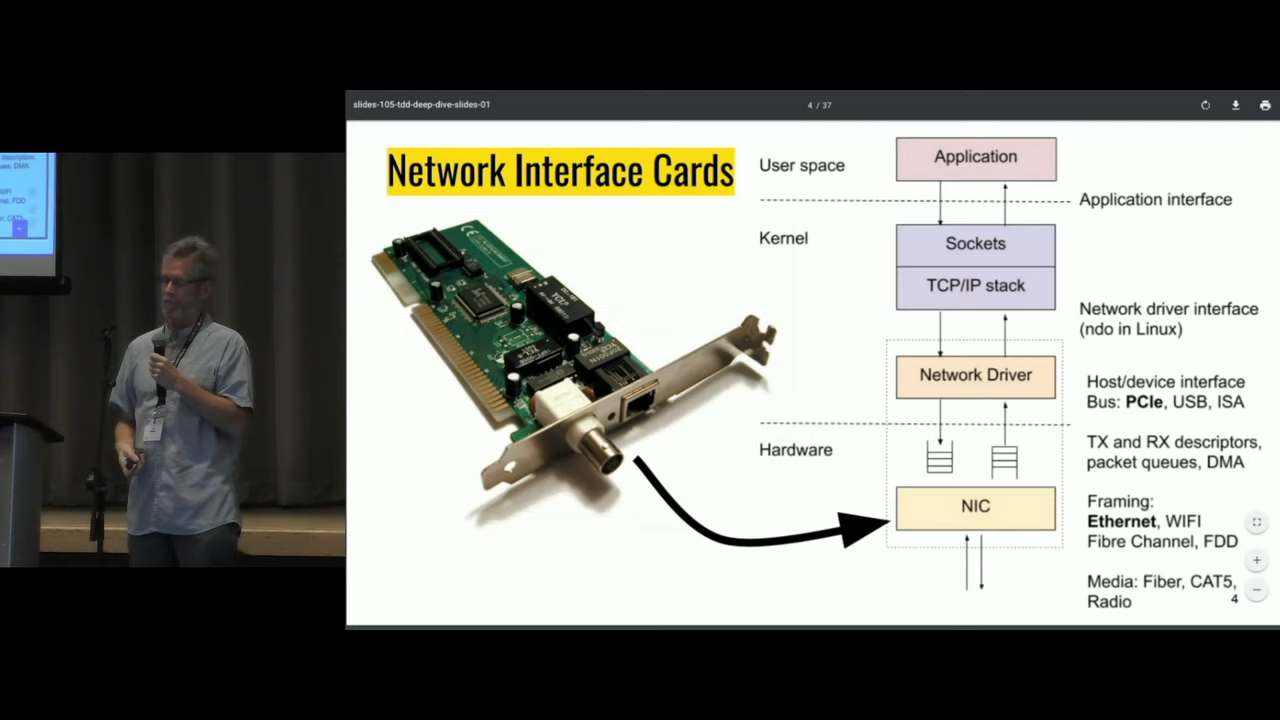 slides-105-tdd-deep-dive-slides-01
4 / 37
Network Interface Cards
User space
Application
Application interface
Kernel
Sockets
TCP/IP stack
Network driver interface
(ndo in Linux)
Network Driver
Host/device interface
Bus: PCIe, USB, ISA
Hardware
TX and RX descriptors,
packet queues, DMA
NIC
Framing:
Ethernet, WIFI
Fibre Channel, FDD
Media: Fiber, CAT5,
Radio
4